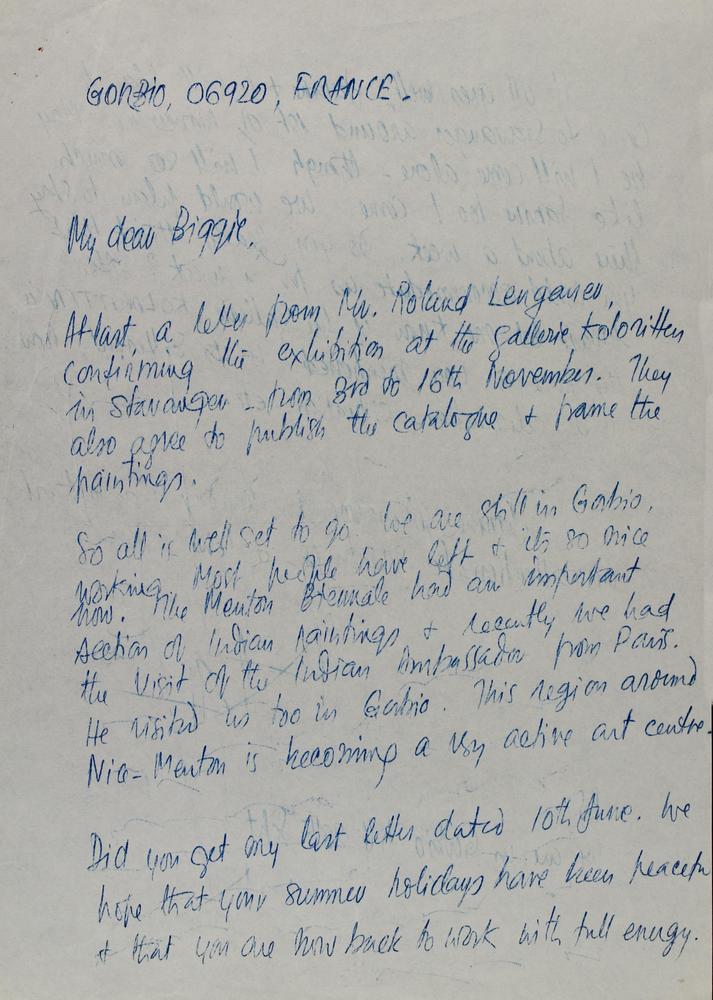 GORBIO, 06920, FRANCE.
My dear Biggie,
At last, a letter from Mr. Roland Lengauer,
confirming the exhibition at the gallerie Koloritten
in Stavanger - from 3rd to 16th November. They
also agree to publish the catalogue & frame the
paintings.
So all is well set to go. We are still in Gorbio,
working. Most people have left & its so nice
now. The Menton Biennale had an important
section of Indian paintings & recently we had
the visit of the Indian Ambassador from Paris.
He visited us too in Gorbio. This region around
Nice-Menton is becoming a very active art centre.
Did you get my last letter dated 10th June. We
hope that your summer holidays have been peaceful
& that you are now back to work with full energy.